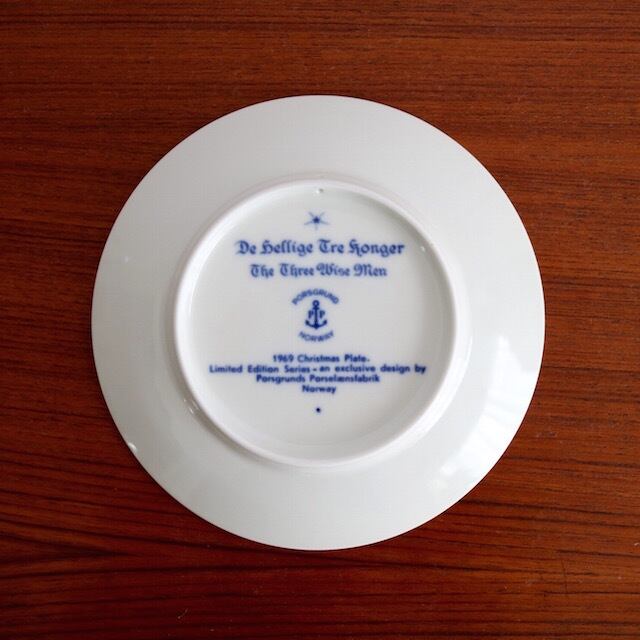 De Hellige Tre Konger
The Three Wise Men
PORSGRUND
P
NORWAY
1969 Christmas Plate.
Limited Edition Series - an exclusive design by
Porsgrunds Porselænsfabrik
Norway